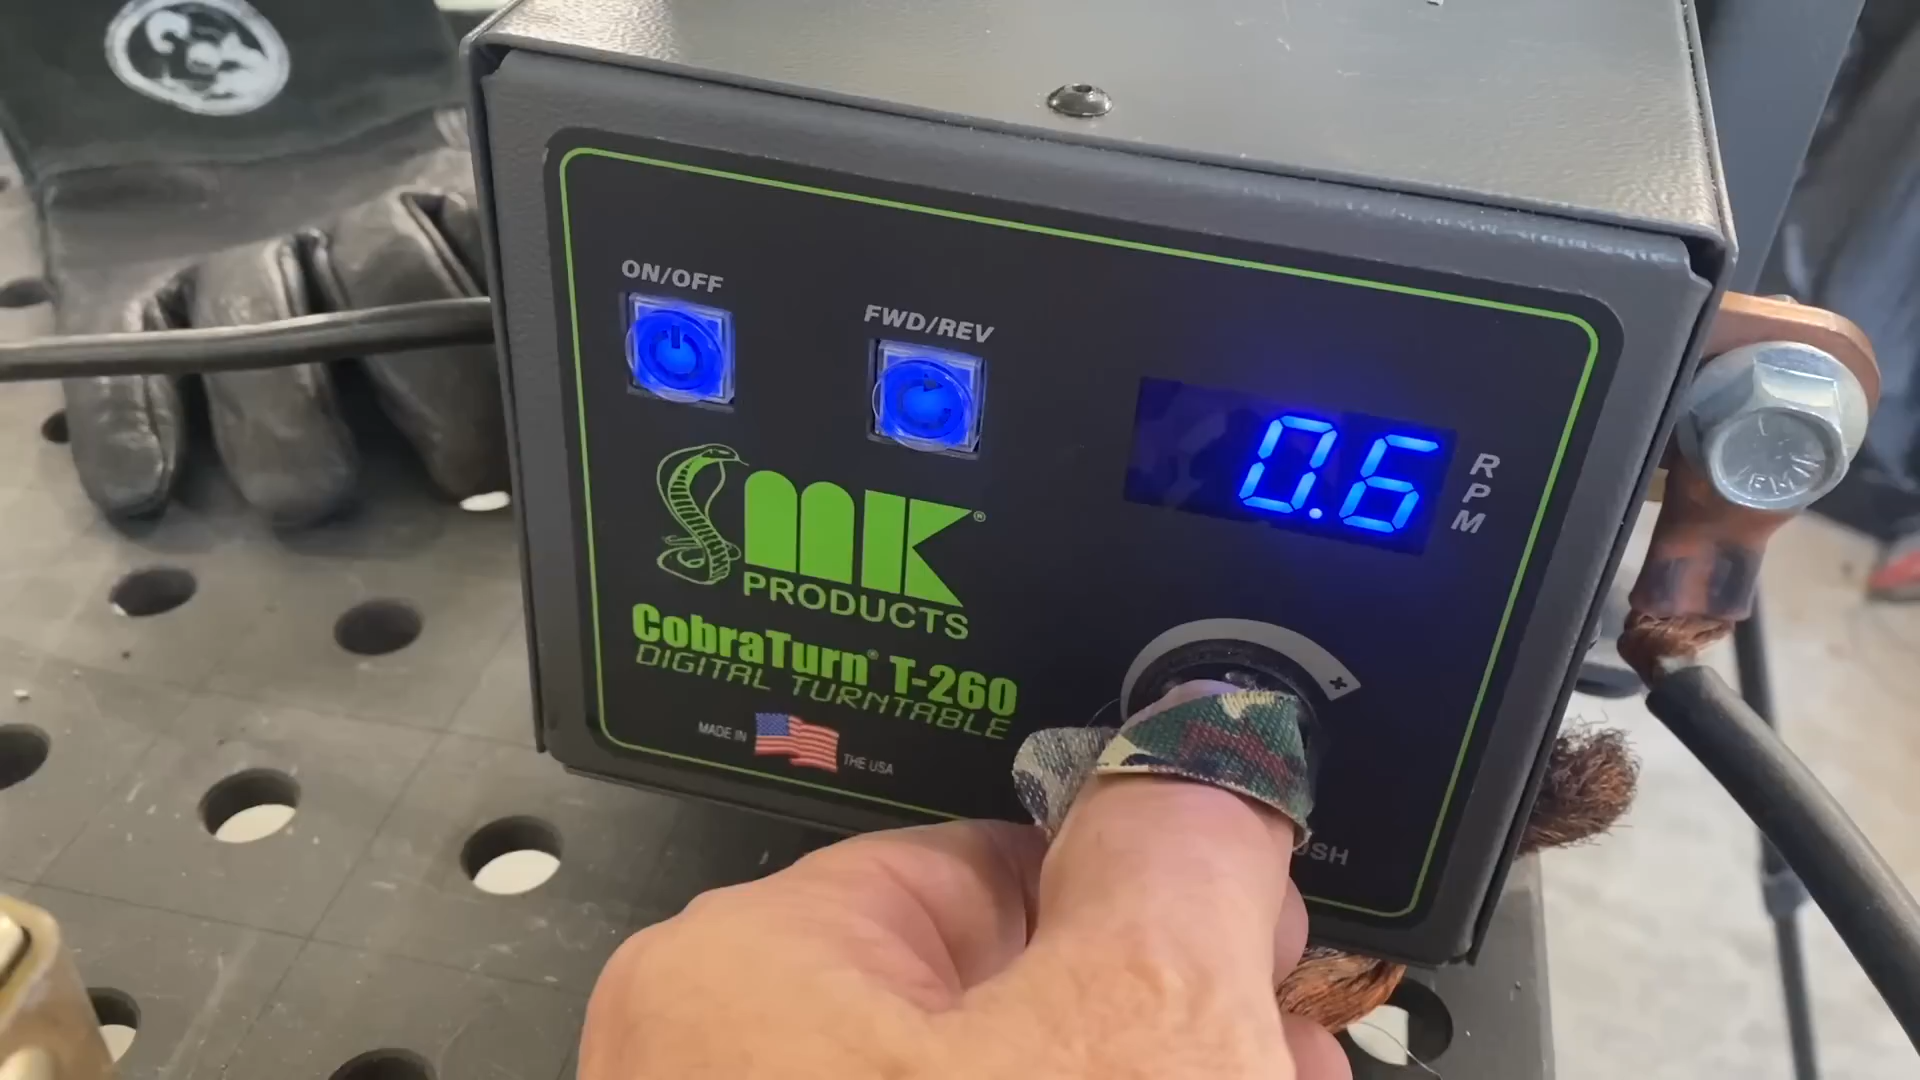 ON/OFF
FWD/REV
0.6
RPM
MK®
PRODUCTS
CobraTurn® T-260
DIGITAL TURNTABLE
MADE IN
THE USA
+